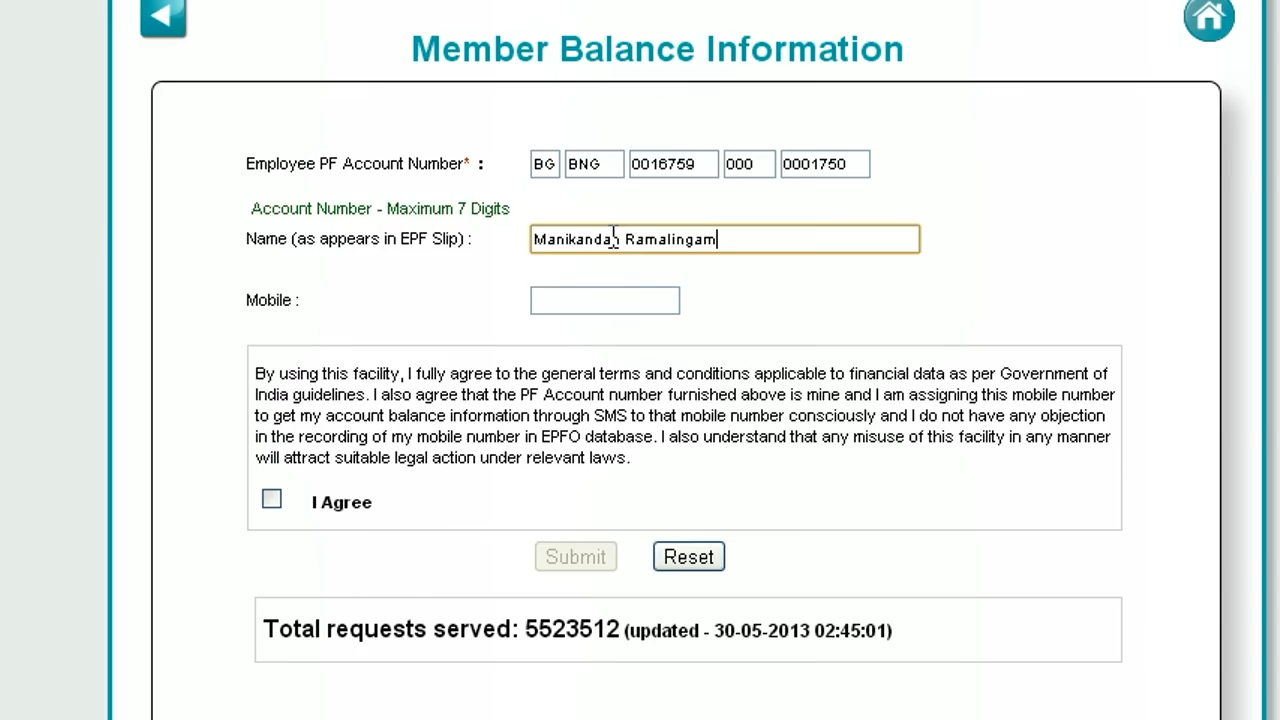 Member Balance Information
Employee PF Account Number* : BG BNG 0016759 000 0001750
Account Number - Maximum 7 Digits
Name (as appears in EPF Slip) : Manikandan Ramalingam
Mobile :
By using this facility, I fully agree to the general terms and conditions applicable to financial data as per Government of
India guidelines. I also agree that the PF Account number furnished above is mine and I am assigning this mobile number
to get my account balance information through SMS to that mobile number consciously and I do not have any objection
in the recording of my mobile number in EPFO database. I also understand that any misuse of this facility in any manner
will attract suitable legal action under relevant laws.
I Agree
Submit Reset
Total requests served: 5523512 (updated - 30-05-2013 02:45:01)